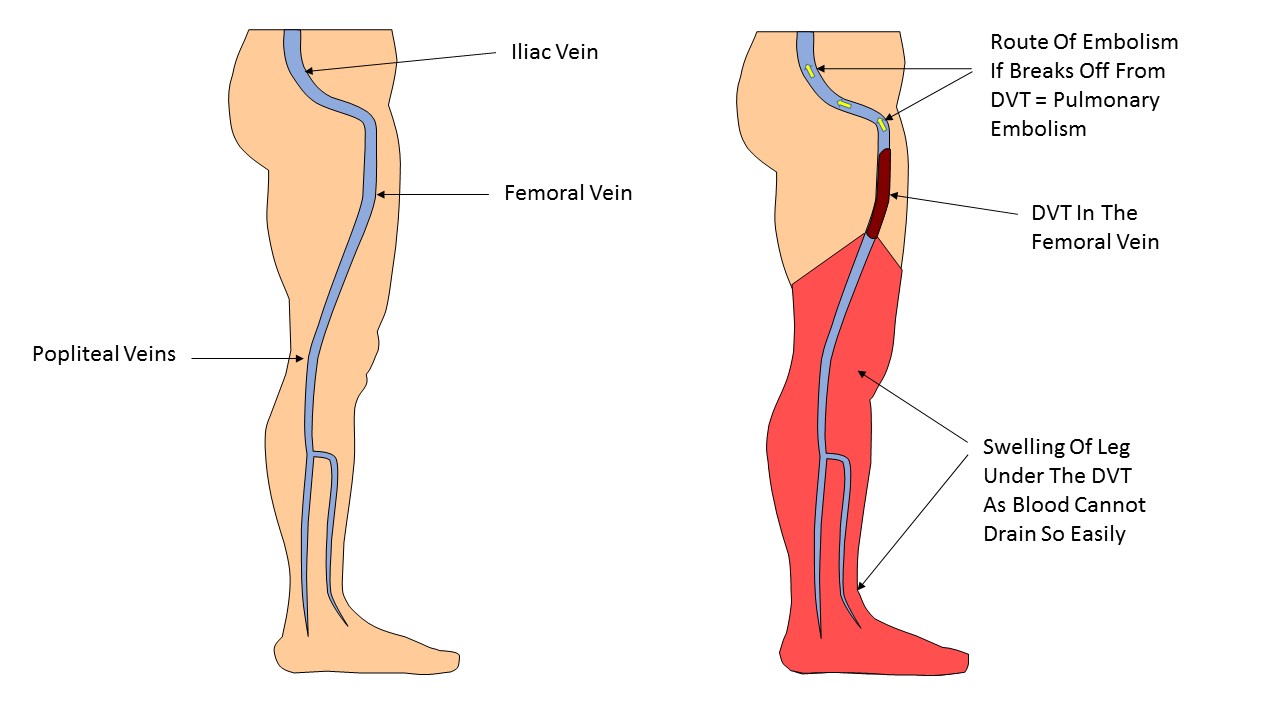 Iliac Vein
Femoral Vein
Popliteal Veins
Route Of Embolism
If Breaks Off From
DVT = Pulmonary
Embolism
DVT In The
Femoral Vein
Swelling Of Leg
Under The DVT
As Blood Cannot
Drain So Easily